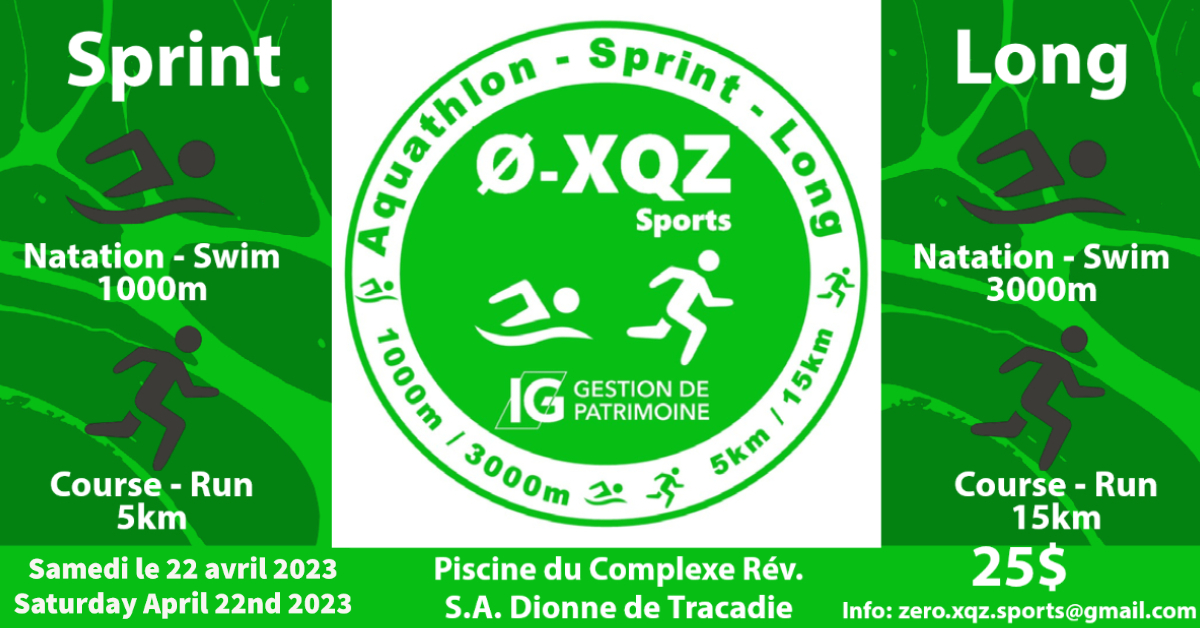 Sprint
Natation - Swim
1000m
Course - Run
5km
Aquathlon - Sprint - Long
Ø-XQZ
Sports
IG GESTION DE
PATRIMOINE
1000m / 3000m
5km / 15km
Long
Natation - Swim
3000m
Course - Run
15km
Samedi le 22 avril 2023
Saturday April 22nd 2023
Piscine du Complexe Rév.
S.A. Dionne de Tracadie
25$
Info: zero.xqz.sports@gmail.com